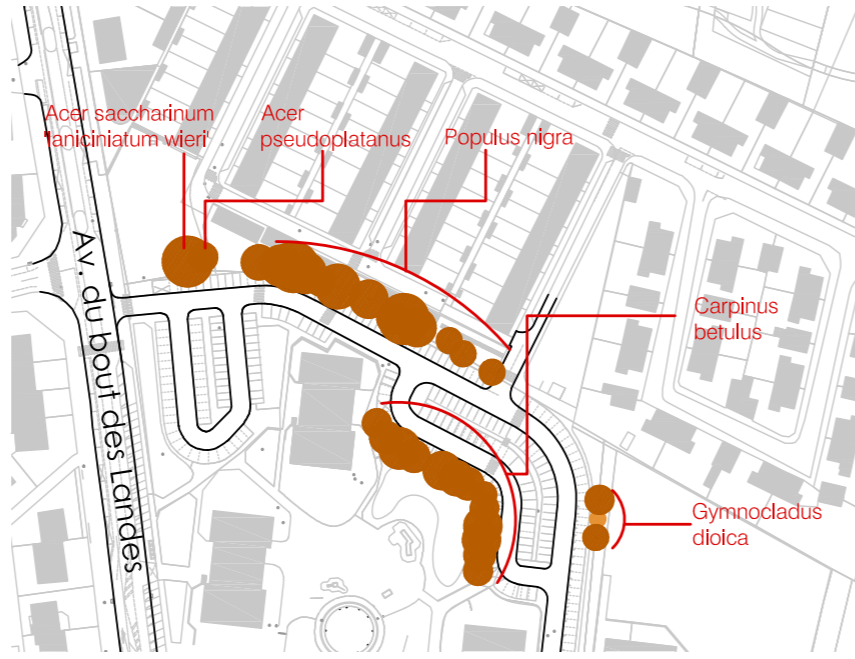 Acer saccharinum
'laniciniatum wieri'
Acer
pseudoplatanus
Populus nigra
Av. du bout des Landes
Carpinus
betulus
Gymnocladus
dioica